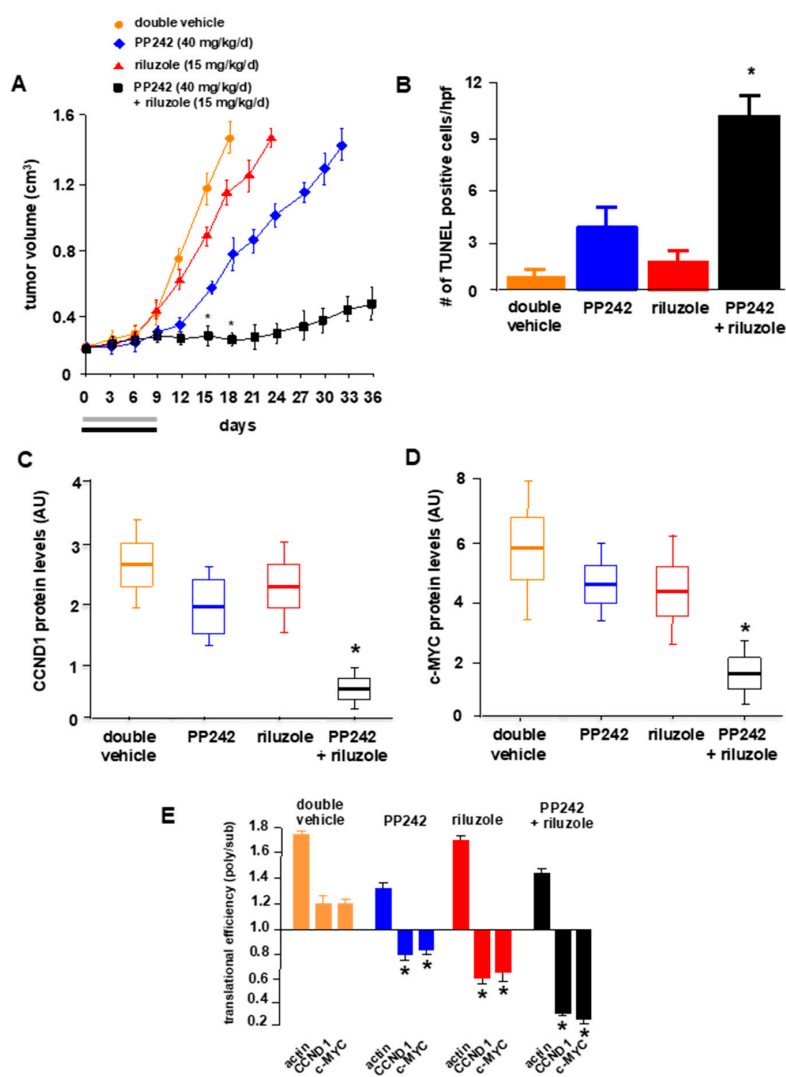 double vehicle
PP242 (40 mg/kg/d)
riluzole (15 mg/kg/d)
PP242 (40 mg/kg/d)
+ riluzole (15 mg/kg/d)
A
tumor volume (cm³)
1.6
1.2
0.8
0.4
0
* *
0 3 6 9 12 15 18 21 24 27 30 33 36
days
B
# of TUNEL positive cells/hpf
12
9
6
3
0
*
double
vehicle
PP242
riluzole
PP242
+ riluzole
C
CCND1 protein levels (AU)
4
3
2
1
0
*
double
vehicle
PP242
riluzole
PP242
+ riluzole
D
c-MYC protein levels (AU)
8
6
4
2
0
*
double
vehicle
PP242
riluzole
PP242
+ riluzole
E
translational efficiency (poly/sub)
double
vehicle
PP242
riluzole
PP242
+ riluzole
1.8
1.6
1.4
1.2
1.0
0.8
0.6
0.4
0.2
* * * * * *
actin
CCND1
c-MYC
actin
CCND1
c-MYC
actin
CCND1
c-MYC
actin
CCND1
c-MYC